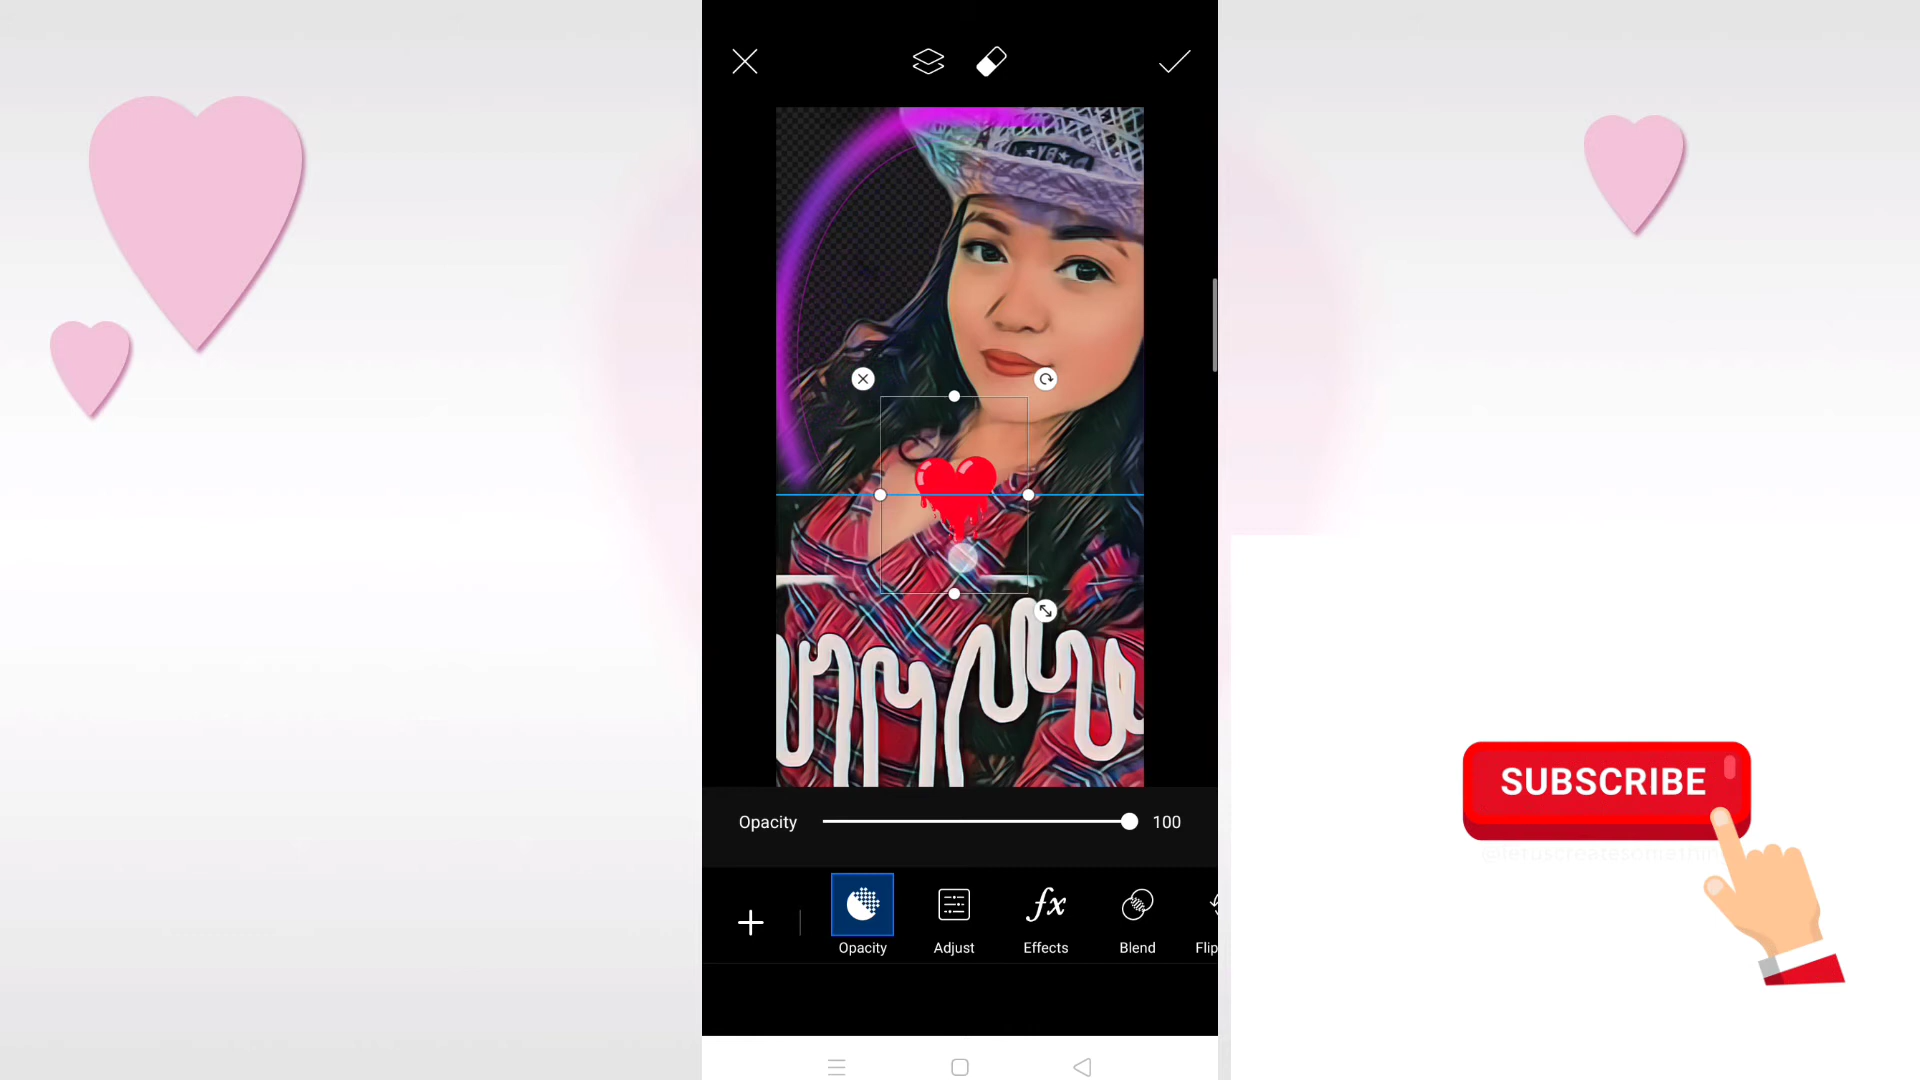 Opacity
100
Opacity
Adjust
Effects
Blend
Flip
SUBSCRIBE